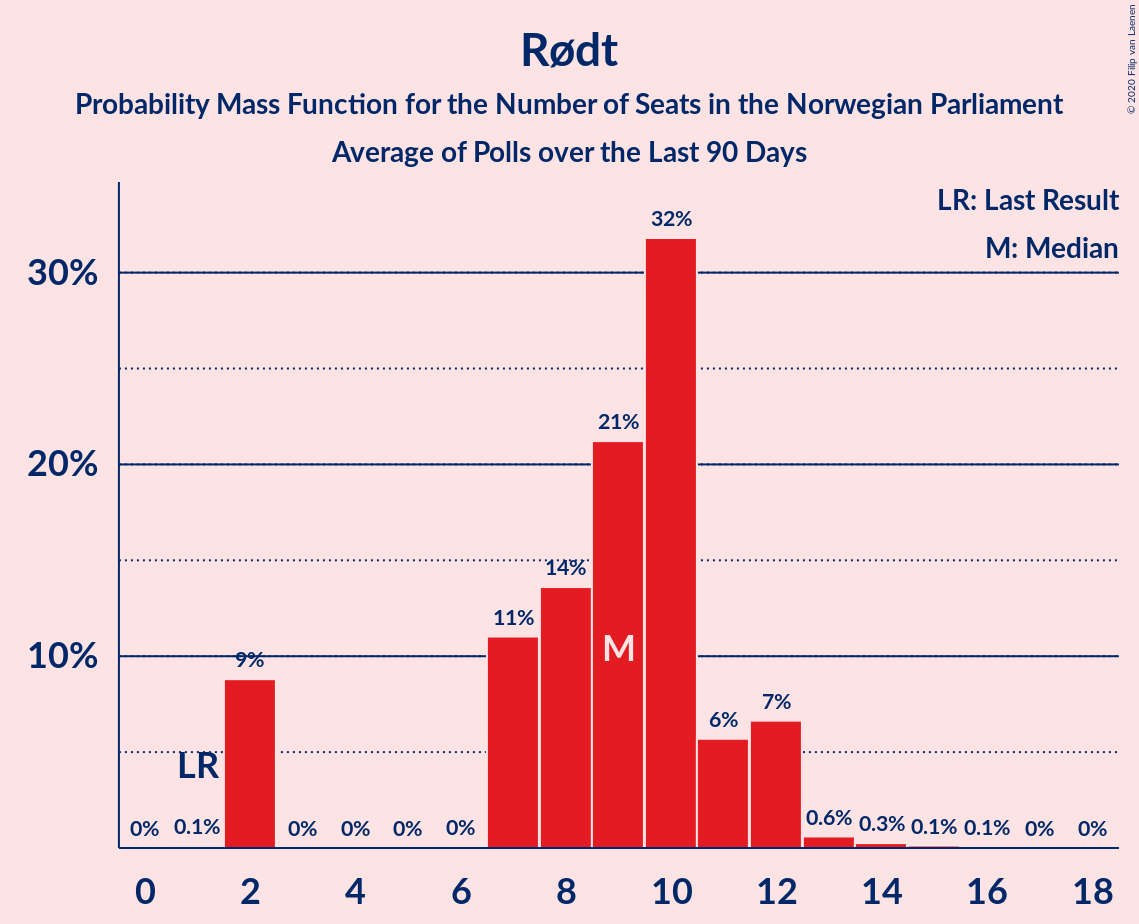 Rødt
Probability Mass Function for the Number of Seats in the Norwegian Parliament
Average of Polls over the Last 90 Days
© 2020 Filip van Laenen
LR: Last Result
M: Median
32%
30%
21%
20%
14%
11%
10%
9%
M
7%
6%
LR
0% 0.1% 0% 0% 0% 0% 0.6% 0.3% 0.1% 0.1% 0% 0%
0 2 4 6 8 10 12 14 16 18